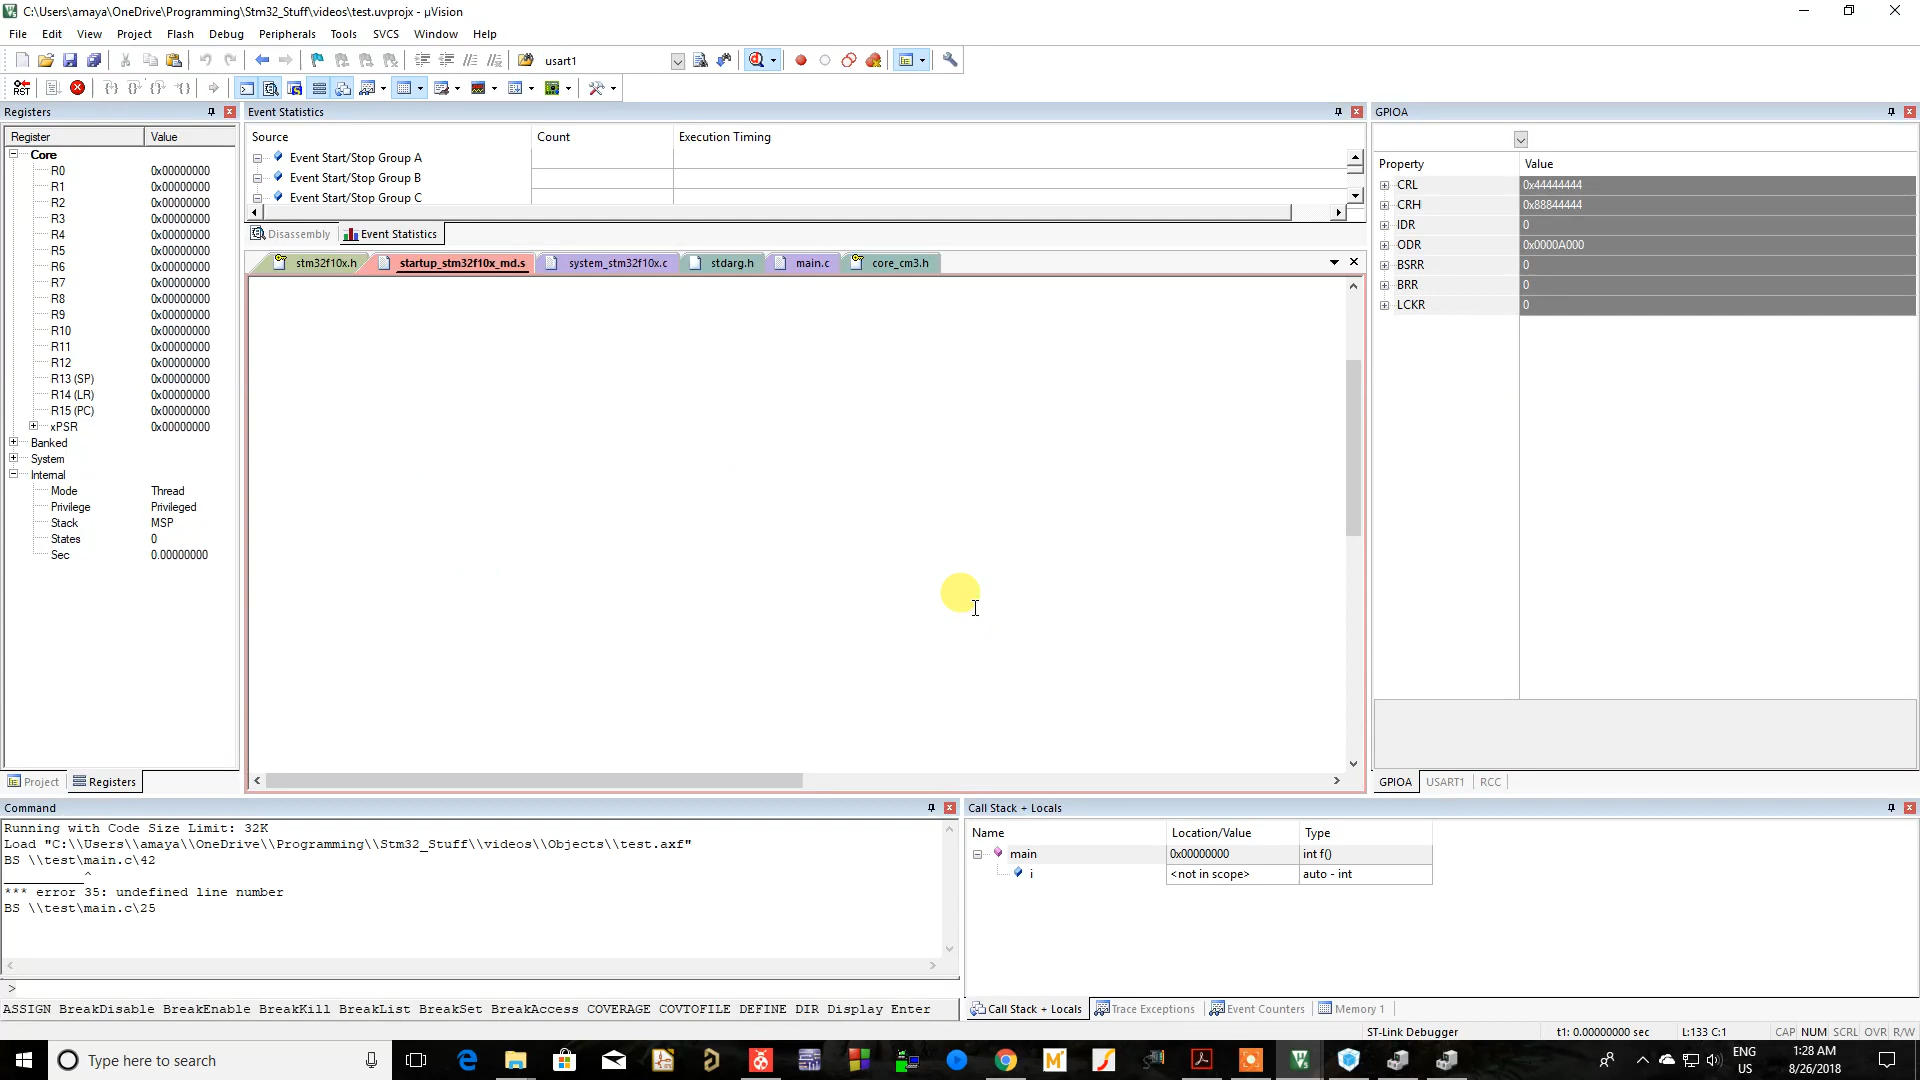 C:\Users\amaya\OneDrive\Programming\Stm32_Stuff\videos\test.uvprojx - µVision
File Edit View Project Flash Debug Peripherals Tools SVCS Window Help
usart1
RST
Registers
Register Value
Core
R0 0x00000000
R1 0x00000000
R2 0x00000000
R3 0x00000000
R4 0x00000000
R5 0x00000000
R6 0x00000000
R7 0x00000000
R8 0x00000000
R9 0x00000000
R10 0x00000000
R11 0x00000000
R12 0x00000000
R13 (SP) 0x00000000
R14 (LR) 0x00000000
R15 (PC) 0x00000000
xPSR 0x00000000
Banked
System
Internal
Mode Thread
Privilege Privileged
Stack MSP
States 0
Sec 0.00000000
Project Registers
Event Statistics
Source Count Execution Timing
Event Start/Stop Group A
Event Start/Stop Group B
Event Start/Stop Group C
Disassembly Event Statistics
stm32f10x.h startup_stm32f10x_md.s system_stm32f10x.c stdarg.h main.c core_cm3.h
GPIOA
Property Value
CRL 0x44444444
CRH 0x88844444
IDR 0
ODR 0x0000A000
BSRR 0
BRR 0
LCKR 0
GPIOA USART1 RCC
Command
Running with Code Size Limit: 32K
Load "C:\\Users\\amaya\\OneDrive\\Programming\\Stm32_Stuff\\videos\\Objects\\test.axf"
BS \\test\main.c\42
__________^
*** error 35: undefined line number
BS \\test\main.c\25
>
ASSIGN BreakDisable BreakEnable BreakKill BreakList BreakSet BreakAccess COVERAGE COVTOFILE DEFINE DIR Display Enter
Call Stack + Locals
Name Location/Value Type
main 0x00000000 int f()
i <not in scope> auto - int
Call Stack + Locals Trace Exceptions Event Counters Memory 1
ST-Link Debugger t1: 0.00000000 sec L:133 C:1 CAP NUM SCRL OVR R/W
Type here to search
ENG
US
1:28 AM
8/26/2018